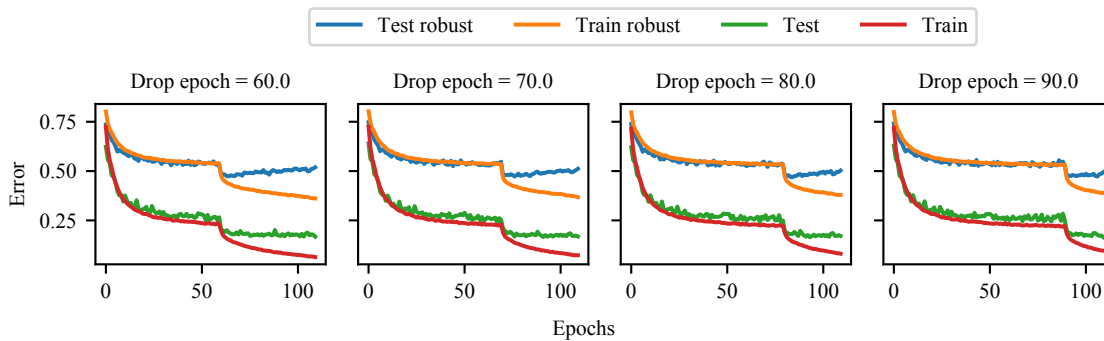 Test robust Train robust Test Train
Drop epoch = 60.0 Drop epoch = 70.0 Drop epoch = 80.0 Drop epoch = 90.0
0.75
0.50
0.25
Error
0 50 100 0 50 100 0 50 100 0 50 100
Epochs